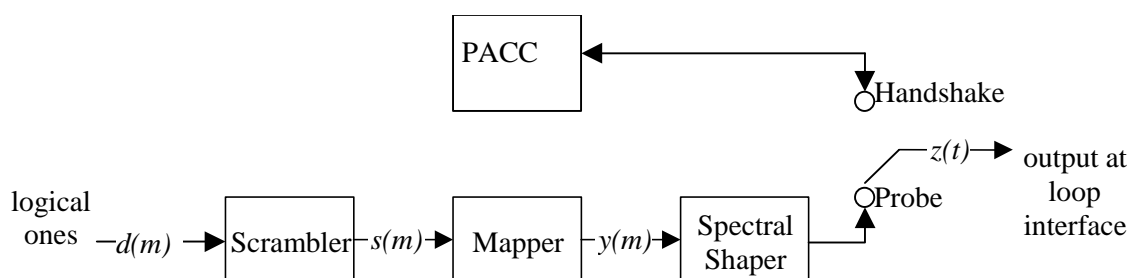 PACC
Handshake
z(t)
output at
loop
interface
Probe
logical
ones
d(m)
Scrambler
s(m)
Mapper
y(m)
Spectral
Shaper